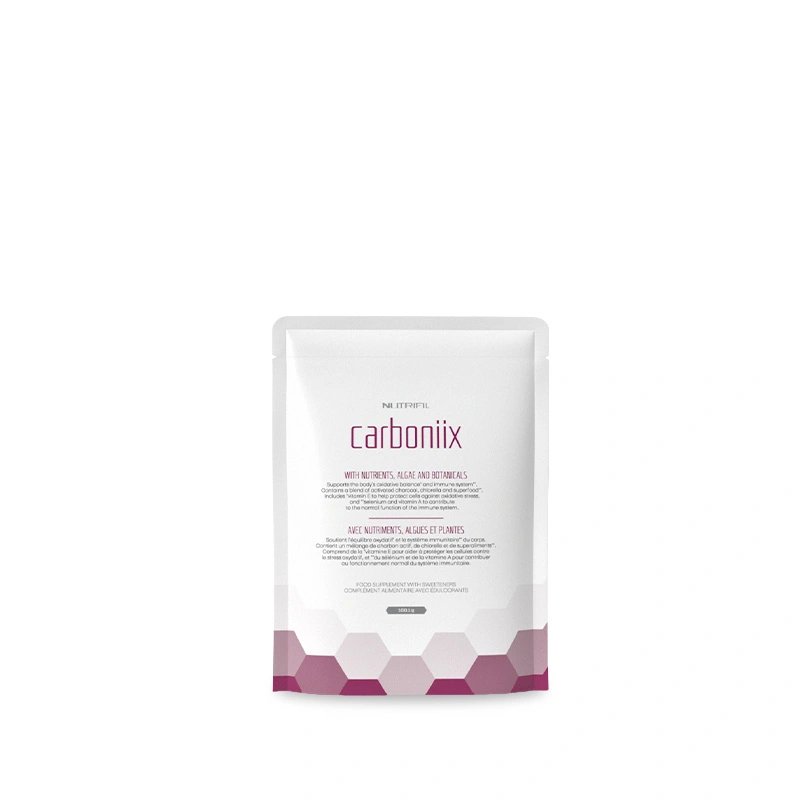 NUTRIFII
carboniix
WITH NUTRIENTS, ALGAE AND BOTANICALS
Supports the body's oxidative balance* and immune system**.
Contains a blend of activated charcoal, chlorella and superfood***.
Includes *vitamin E to help protect cells against oxidative stress,
and **selenium and vitamin A to contribute
to the normal function of the immune system.
AVEC NUTRIMENTS, ALGUES ET PLANTES
Soutient l'équilibre oxydatif* et le système immunitaire** du corps.
Contient un mélange de charbon actif, de chlorelle et de superaliments***.
Comprend de la *vitamine E pour aider à protéger les cellules contre
le stress oxydatif, et **du sélénium et de la vitamine A pour contribuer
au fonctionnement normal du système immunitaire.
FOOD SUPPLEMENT WITH SWEETENERS
COMPLÉMENT ALIMENTAIRE AVEC ÉDULCORANTS